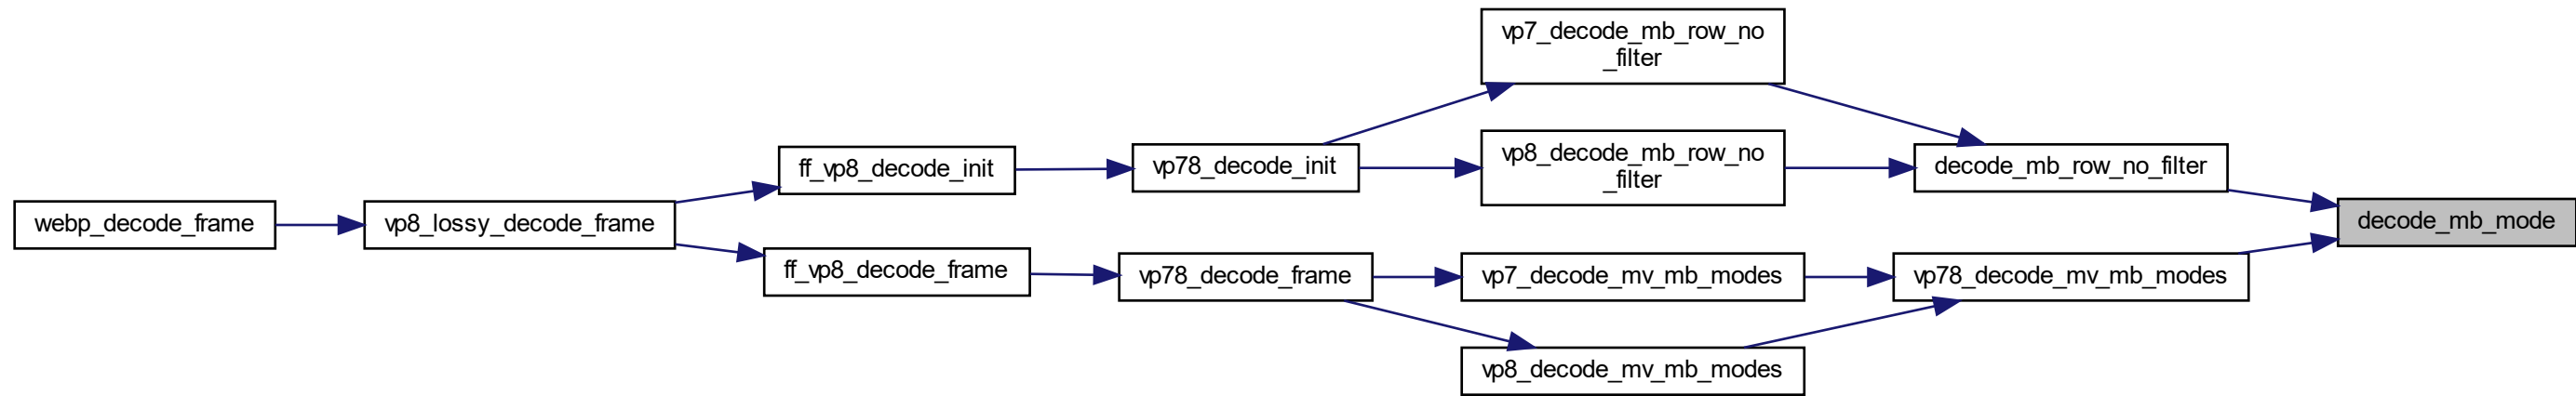 webp_decode_frame
vp8_lossy_decode_frame
ff_vp8_decode_init
ff_vp8_decode_frame
vp78_decode_init
vp78_decode_frame
vp7_decode_mb_row_no
_filter
vp8_decode_mb_row_no
_filter
vp7_decode_mv_mb_modes
vp8_decode_mv_mb_modes
decode_mb_row_no_filter
vp78_decode_mv_mb_modes
decode_mb_mode